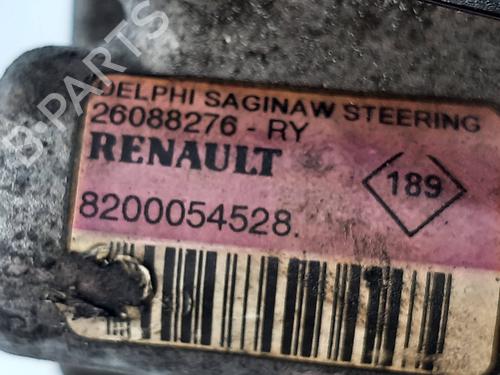 DELPHI SAGINAW STEERING
26088276 - RY
RENAULT
189
8200054528.
B-PARTS